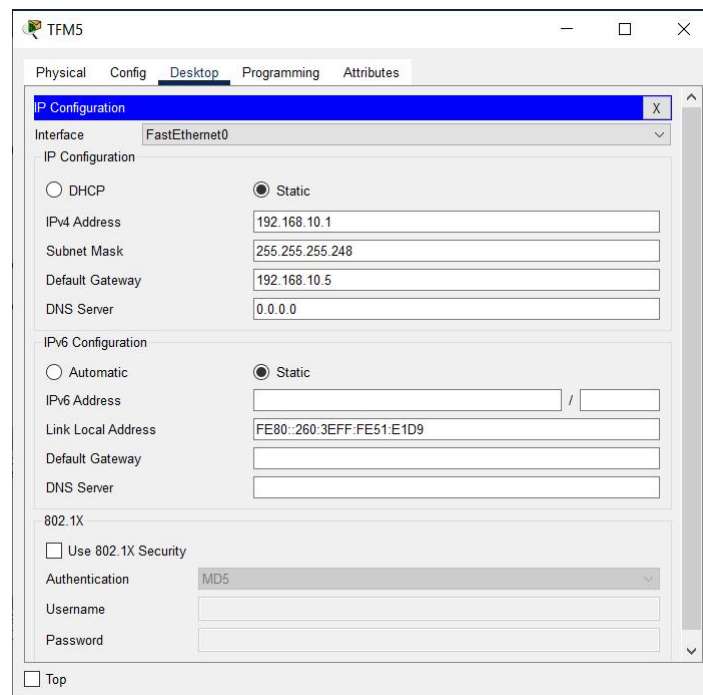 TFM5
Physical Config Desktop Programming Attributes
IP Configuration X
Interface FastEthernet0
IP Configuration
DHCP Static
IPv4 Address 192.168.10.1
Subnet Mask 255.255.255.248
Default Gateway 192.168.10.5
DNS Server 0.0.0.0
IPv6 Configuration
Automatic Static
IPv6 Address /
Link Local Address FE80::260:3EFF:FE51:E1D9
Default Gateway
DNS Server
802.1X
Use 802.1X Security
Authentication MD5
Username
Password
Top